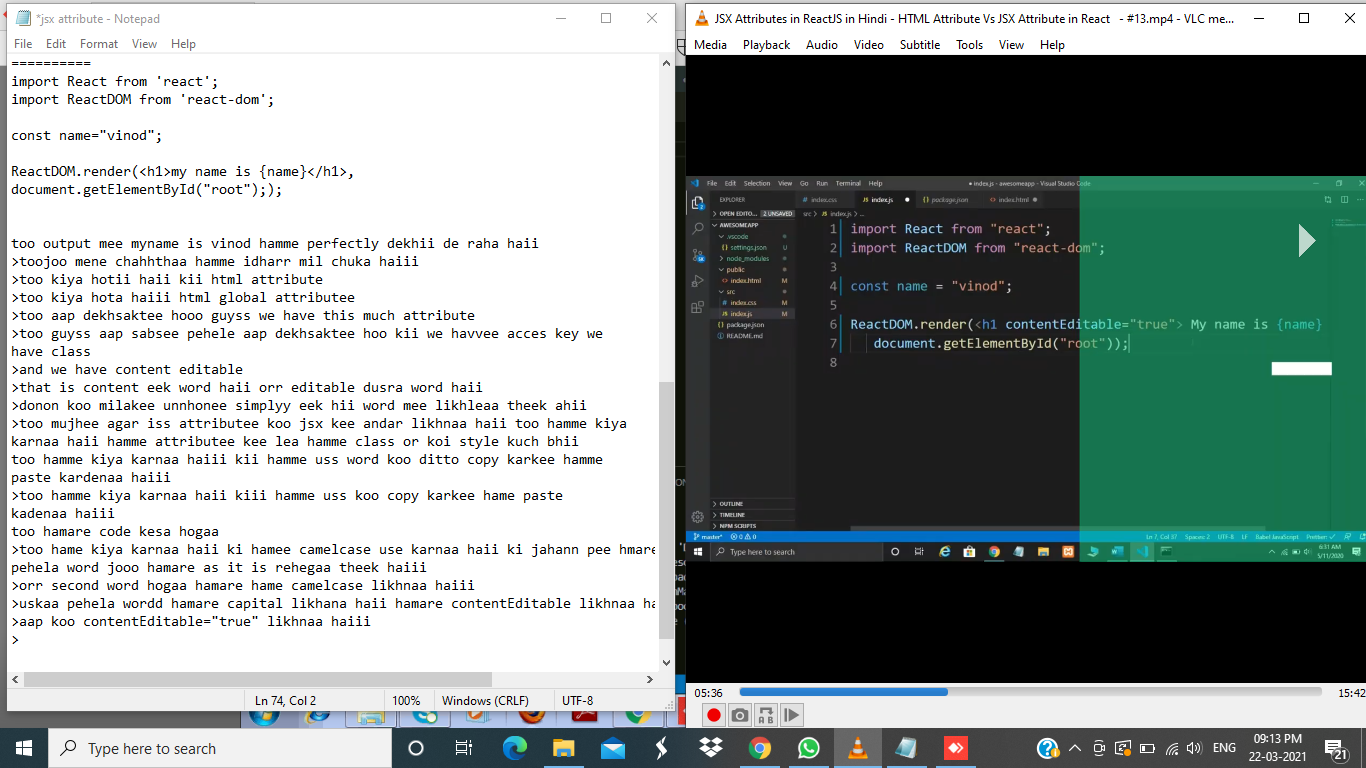 *jsx attribute - Notepad
File Edit Format View Help
==========
import React from 'react';
import ReactDOM from 'react-dom';
const name="vinod";
ReactDOM.render(<h1>my name is {name}</h1>,
document.getElementById("root"););
too output mee myname is vinod hamme perfectly dekhii de raha haii
>toojoo mene chahhthaa hamme idharr mil chuka haiii
>too kiya hotii haii kii html attribute
>too kiya hota haiii html global attributee
>too aap dekhsaktee hooo guyss we have this much attribute
>too guyss aap sabsee pehele aap dekhsaktee hoo kii we havvee acces key we
have class
>and we have content editable
>that is content eek word haii orr editable dusra word haii
>donon koo milakee unnhonee simplyy eek hii word mee likhleaa theek ahii
>too mujhee agar iss attributee koo jsx kee andar likhnaa haii too hamme kiya
karnaa haii hamme attributee kee lea hamme class or koi style kuch bhii
too hamme kiya karnaa haiii kii hamme uss word koo ditto copy karkee hamme
paste kardenaa haiii
>too hamme kiya karnaa haii kiii hamme uss koo copy karkee hame paste
kadenaa haiii
too hamare code kesa hogaa
>too hame kiya karnaa haii ki hamee camelcase use karnaa haii ki jahann pee hmare
pehela word jooo hamare as it is rehegaa theek haiii
>orr second word hogaa hamare hame camelcase likhnaa haiii
>uskaa pehela wordd hamare capital likhana haii hamare contentEditable likhnaa ha
>aap koo contentEditable="true" likhnaa haiii
>
Ln 74, Col 2 100% Windows (CRLF) UTF-8
JSX Attributes in ReactJS in Hindi - HTML Attribute Vs JSX Attribute in React - #13.mp4 - VLC me...
Media Playback Audio Video Subtitle Tools View Help
File Edit Selection View Go Run Terminal Help
● index.js - awesomeapp - Visual Studio Code
EXPLORER
index.css index.js package.json index.html
OPEN EDITO... 2 UNSAVED
src > index.js > ...
AWESOMEAPP
.vscode
settings.json U
node_modules
public
index.html M
src
index.css M
index.js M
package.json
README.md
1 import React from "react";
2 import ReactDOM from "react-dom";
3
4 const name = "vinod";
5
6 ReactDOM.render(<h1 contentEditable="true"> My name is {name}
7 document.getElementById("root"));
8
OUTLINE
TIMELINE
NPM SCRIPTS
master* 0 0 Ln 7, Col 37 Spaces: 2 UTF-8 LF Babel JavaScript Prettier: ✓
Type here to search
6:31 AM
5/11/2020
05:36 15:42
Type here to search
ENG
09:13 PM
22-03-2021
21